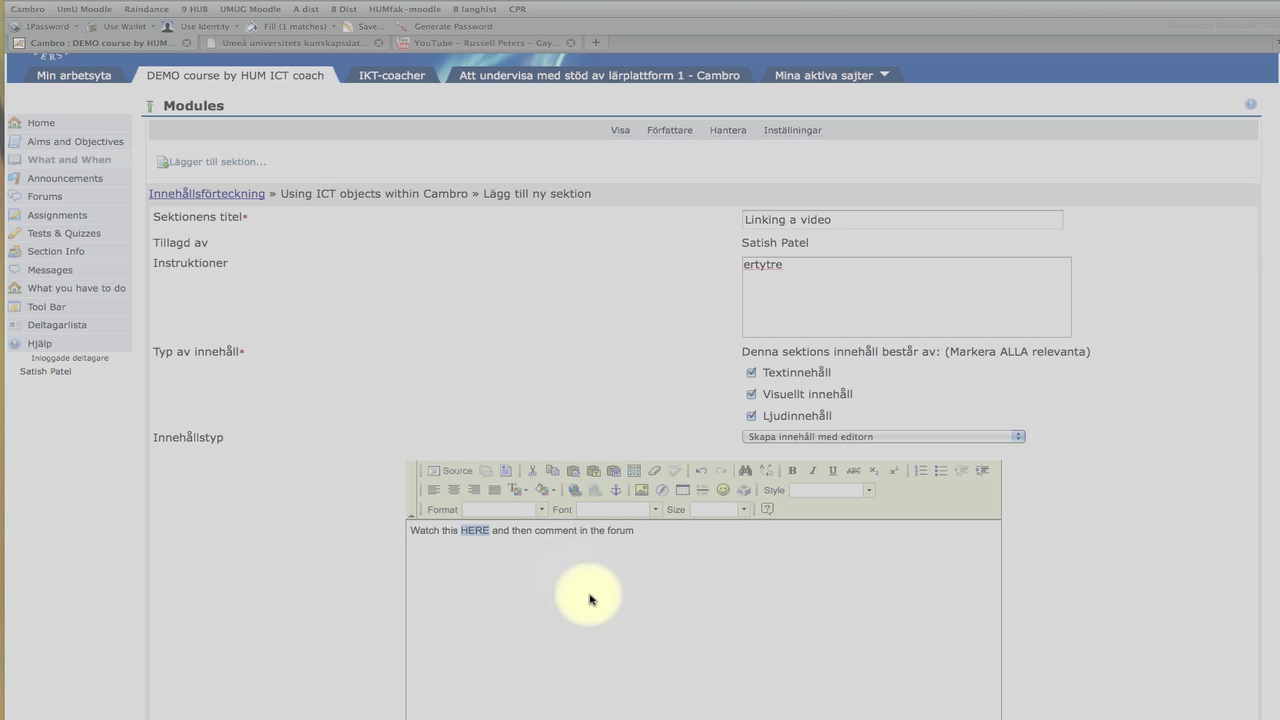 Cambro UmU Moodle Raindance 9 HUB UMUG Moodle A dist B Dist HUMfak-moodle B langhist CPR
1Password Use Wallet Use Identity Fill (1 matches) Save... Generate Password
Cambro : DEMO course by HUM... Umeå universitets kunskapsdat... YouTube – Russell Peters – Gay...
Min arbetsyta DEMO course by HUM ICT coach IKT-coacher Att undervisa med stöd av lärplattform 1 - Cambro Mina aktiva sajter
Modules
Visa Författare Hantera Inställningar
Lägger till sektion...
Innehållsförteckning » Using ICT objects within Cambro » Lägg till ny sektion
Home
Aims and Objectives
What and When
Announcements
Forums
Assignments
Tests & Quizzes
Section Info
Messages
What you have to do
Tool Bar
Deltagarlista
Hjälp
Inloggade deltagare
Satish Patel
Sektionens titel* Linking a video
Tillagd av Satish Patel
Instruktioner ertytre
Typ av innehåll* Denna sektions innehåll består av: (Markera ALLA relevanta)
Textinnehåll
Visuellt innehåll
Ljudinnehåll
Innehållstyp Skapa innehåll med editorn
Source B I U ABC x₂ x²
Style
Format Font Size
Watch this HERE and then comment in the forum